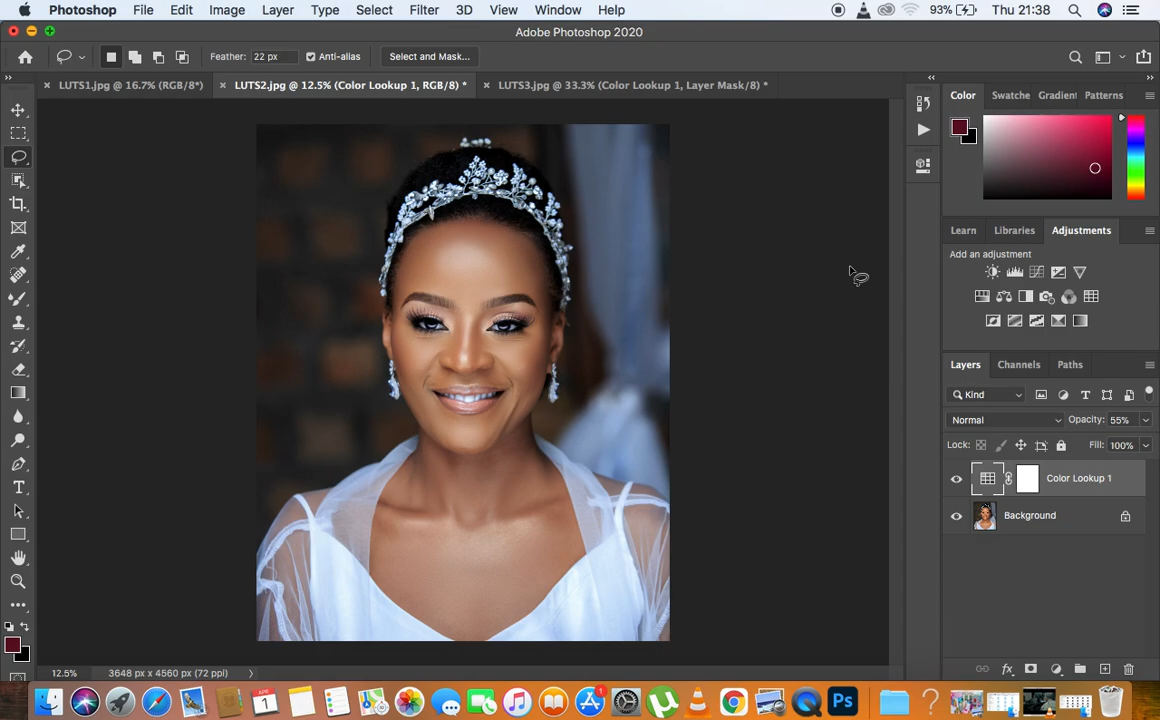 Photoshop File Edit Image Layer Type Select Filter 3D View Window Help 93% Thu 21:38
Adobe Photoshop 2020
Feather: 22 px Anti-alias Select and Mask...
LUTS1.jpg @ 16.7% (RGB/8*) LUTS2.jpg @ 12.5% (Color Lookup 1, RGB/8) * LUTS3.jpg @ 33.3% (Color Lookup 1, Layer Mask/8) *
Color Swatche Gradient Patterns
Learn Libraries Adjustments
Add an adjustment
Layers Channels Paths
Kind
Normal Opacity: 55%
Lock: Fill: 100%
Color Lookup 1
Background
12.5% 3648 px x 4560 px (72 ppi)
APR
1
1
Ps